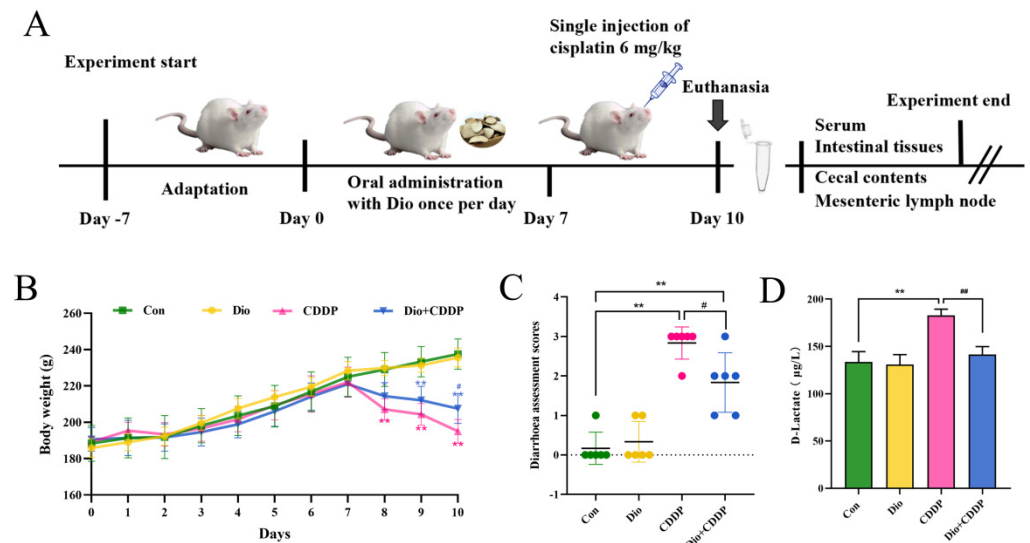 A
Experiment start
Single injection of
cisplatin 6 mg/kg
Euthanasia
Experiment end
Serum
Intestinal tissues
Adaptation
Oral administration
with Dio once per day
Cecal contents
Mesenteric lymph node
Day -7
Day 0
Day 7
Day 10
B
Con
Dio
CDDP
Dio+CDDP
Body weight (g)
260
240
220
200
180
160
**
**
**
#
**
**
**
0 1 2 3 4 5 6 7 8 9 10
Days
C
Diarrhoea assessment scores
**
**
#
4
3
2
1
0
-1
Con
Dio
CDDP
Dio+CDDP
D
D-Lactate ( μg/L)
**
##
200
150
100
50
0
Con
Dio
CDDP
Dio+CDDP